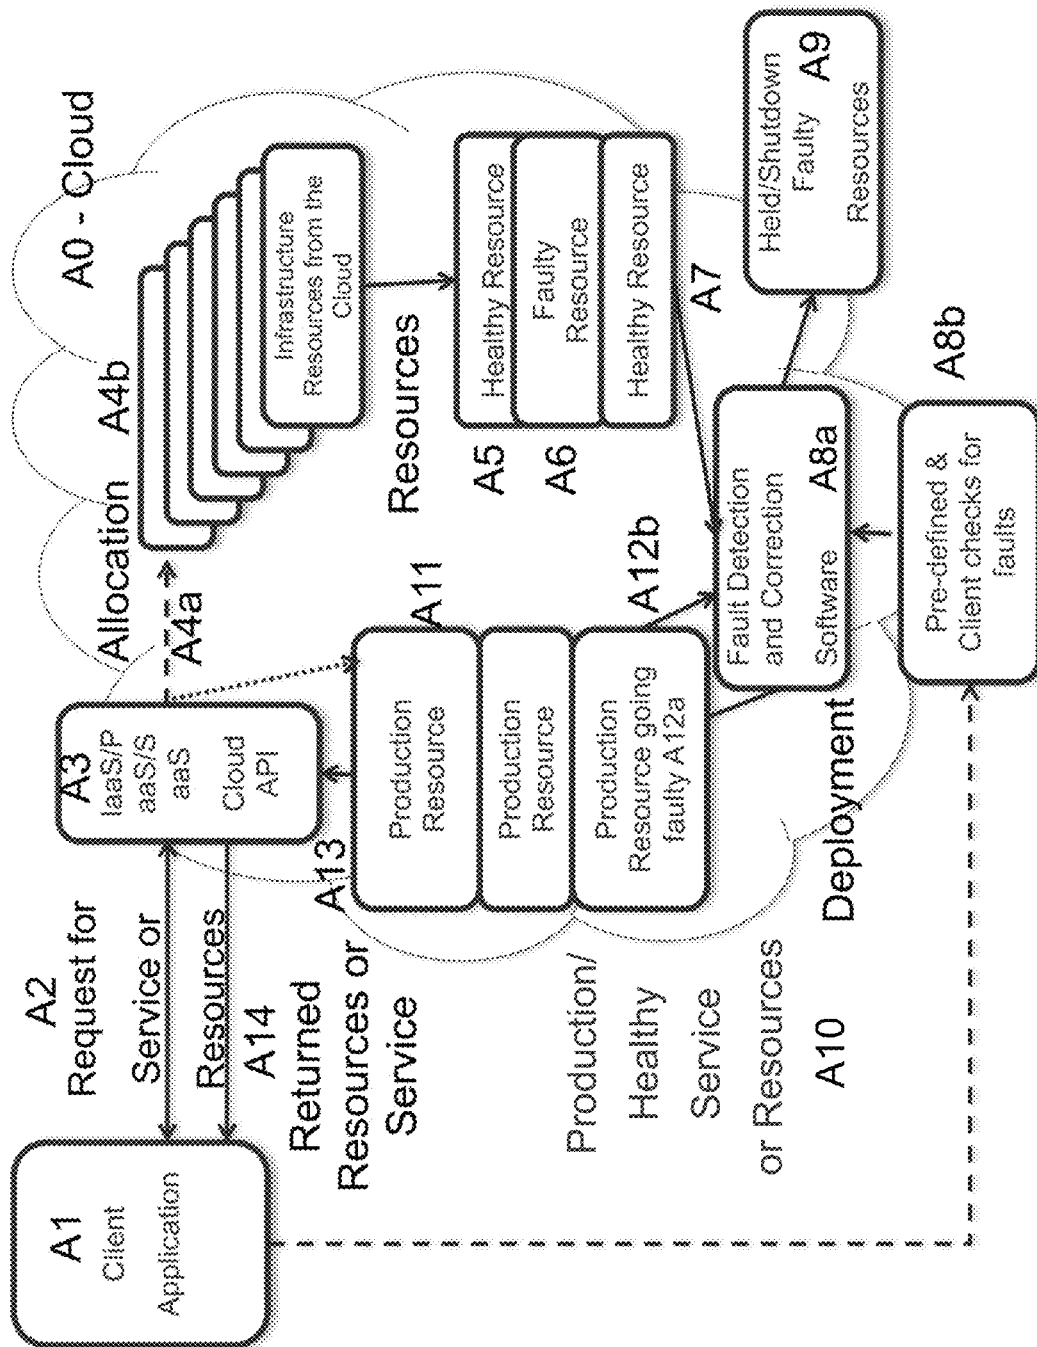 A0 - Cloud
A1
Client
Application
A2
Request for
Service or
Resources
A14
Returned
Resources or
Service
A3
IaaS/P
aaS/S
aaS
Cloud
API
Allocation
A4a
A4b
Infrastructure
Resources from the
Cloud
Resources
A5
Healthy Resource
A6
Faulty
Resource
Healthy Resource
A7
A13
A11
Production
Resource
Production
Resource
Production
Resource going
faulty A12a
A12b
Production/
Healthy
Service
or Resources
A10
Deployment
Fault Detection
and Correction
Software
A8a
Held/Shutdown
Faulty
A9
Resources
A8b
Pre-defined &
Client checks for
faults